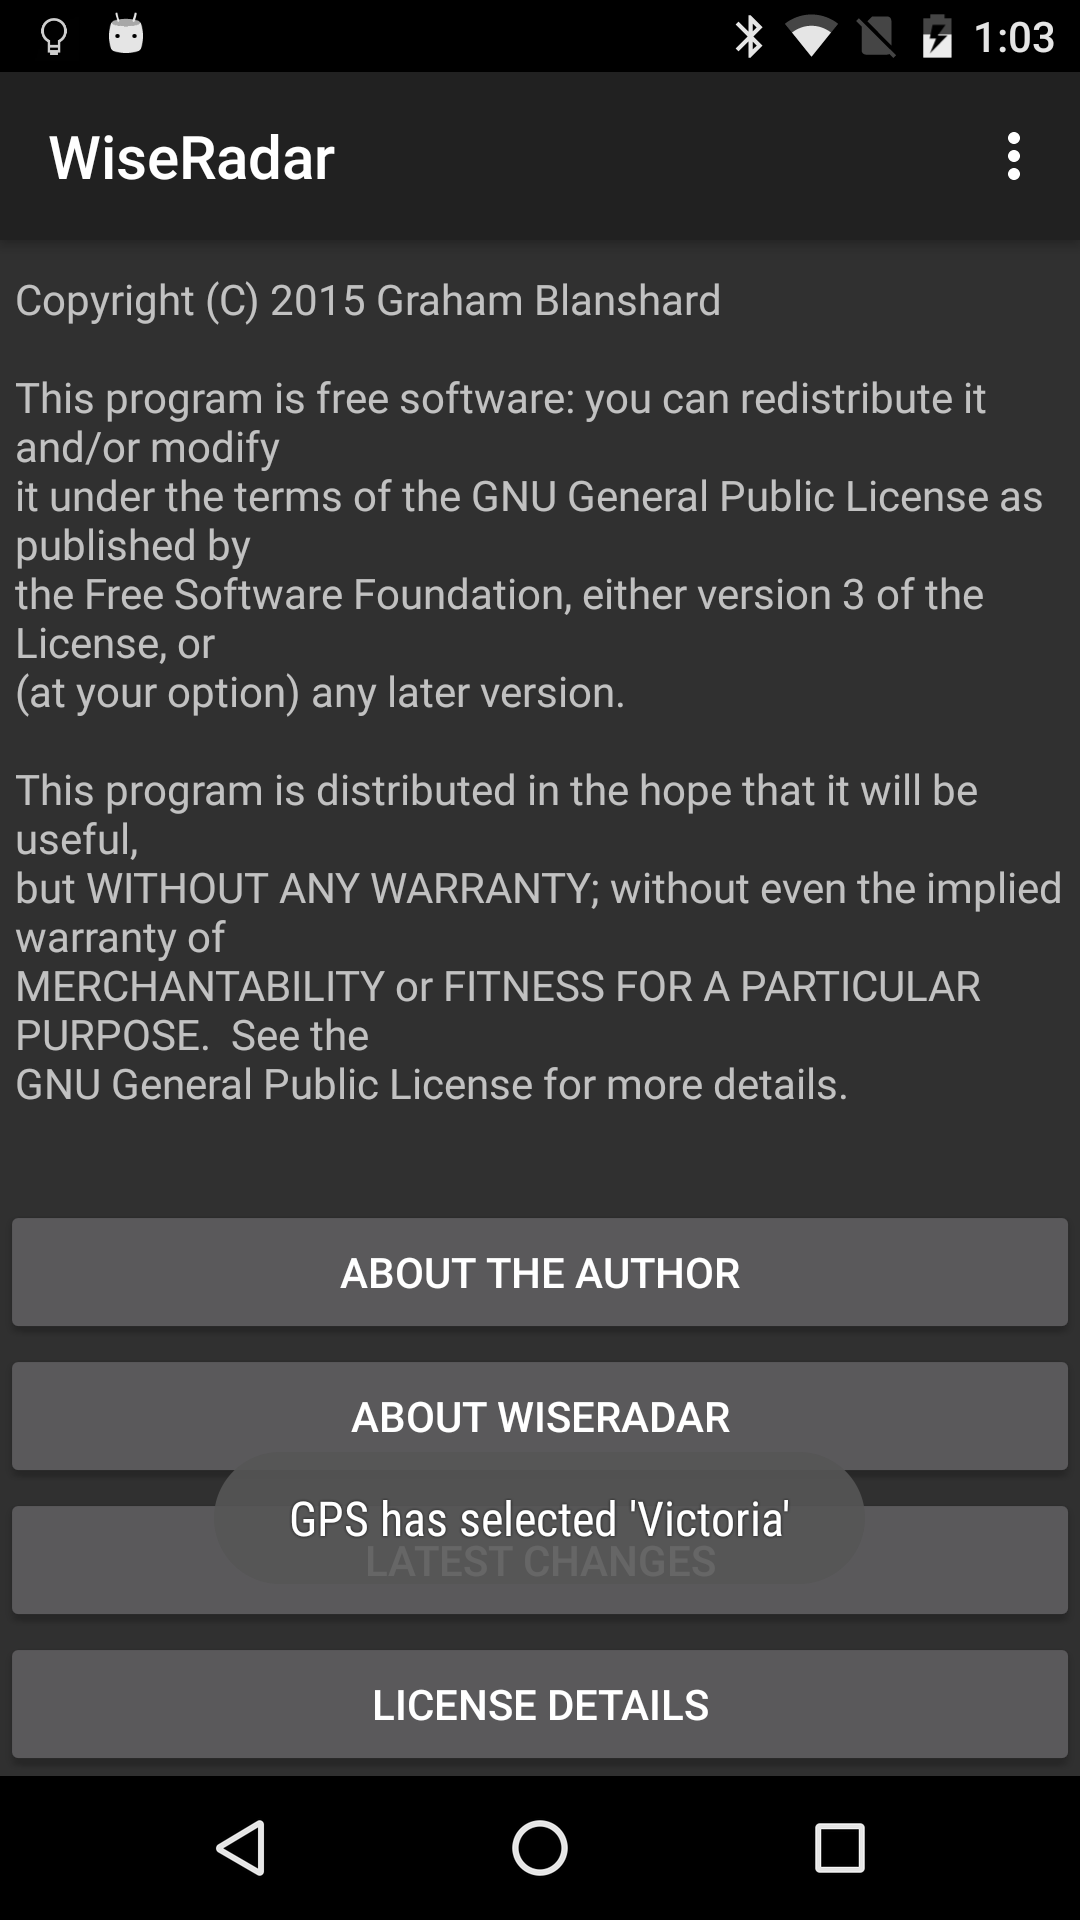 1:03
WiseRadar
Copyright (C) 2015 Graham Blanshard
This program is free software: you can redistribute it
and/or modify
it under the terms of the GNU General Public License as
published by
the Free Software Foundation, either version 3 of the
License, or
(at your option) any later version.
This program is distributed in the hope that it will be
useful,
but WITHOUT ANY WARRANTY; without even the implied
warranty of
MERCHANTABILITY or FITNESS FOR A PARTICULAR
PURPOSE.  See the
GNU General Public License for more details.
ABOUT THE AUTHOR
ABOUT WISERADAR
GPS has selected 'Victoria'
LATEST CHANGES
LICENSE DETAILS